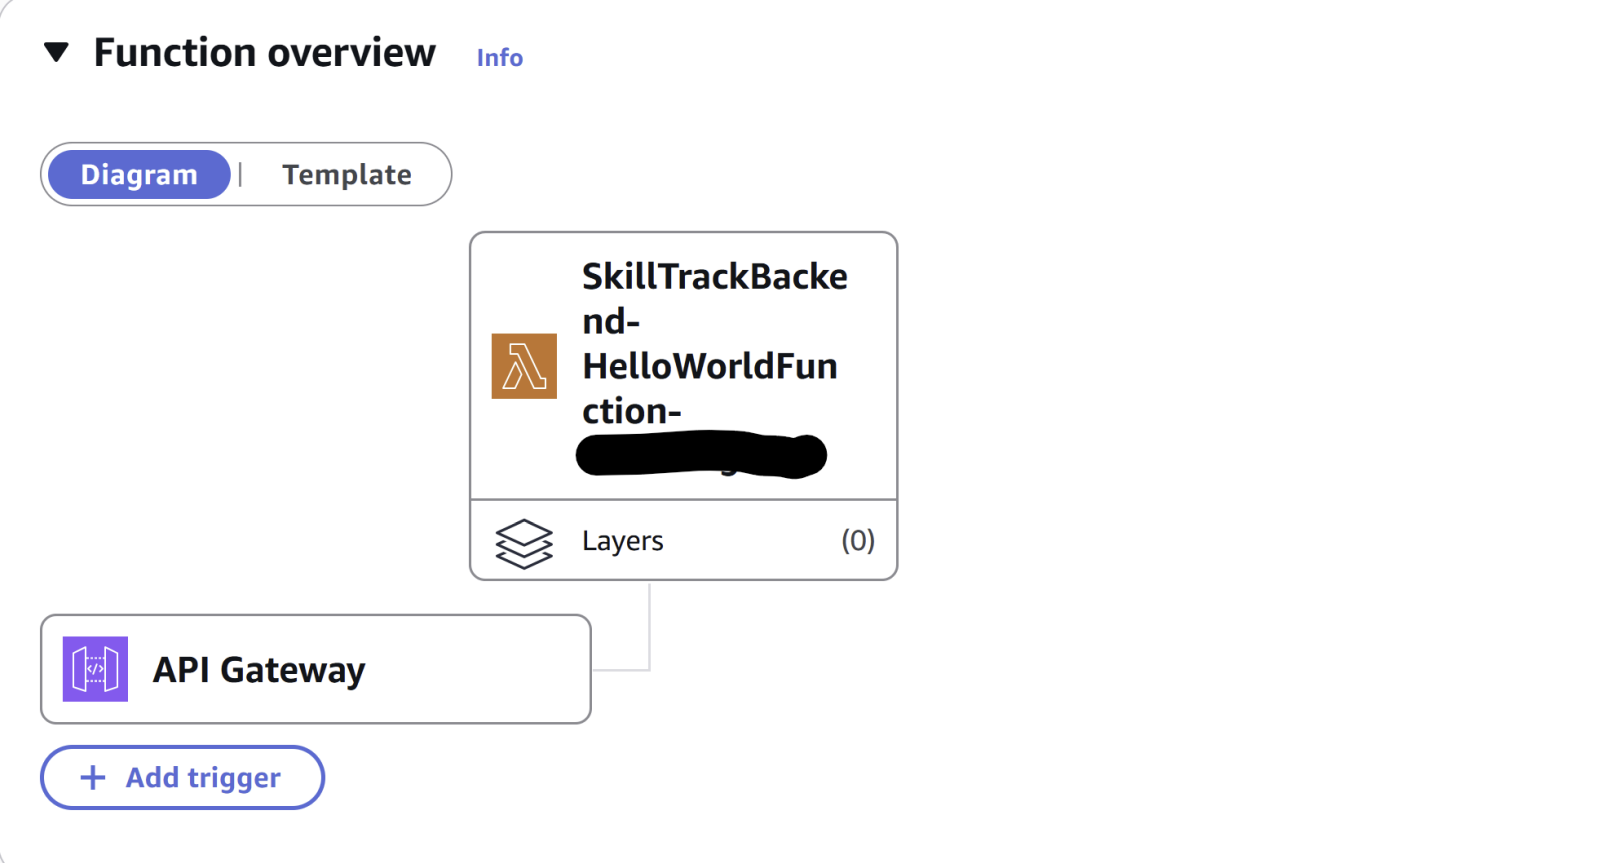 Function overview Info
Diagram | Template
SkillTrackBacke
nd-
HelloWorldFun
ction-
Layers (0)
</> API Gateway
+ Add trigger